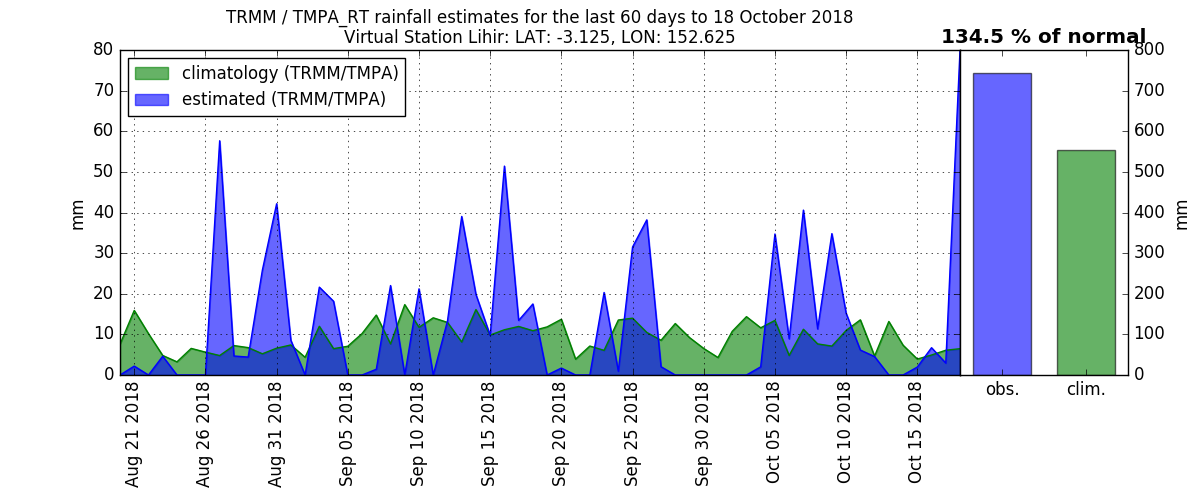 TRMM / TMPA_RT rainfall estimates for the last 60 days to 18 October 2018
Virtual Station Lihir: LAT: -3.125, LON: 152.625
134.5 % of normal
climatology (TRMM/TMPA)
estimated (TRMM/TMPA)
mm
80
70
60
50
40
30
20
10
0
800
700
600
500
400
300
200
100
0
mm
obs.
clim.
Aug 21 2018
Aug 26 2018
Aug 31 2018
Sep 05 2018
Sep 10 2018
Sep 15 2018
Sep 20 2018
Sep 25 2018
Sep 30 2018
Oct 05 2018
Oct 10 2018
Oct 15 2018